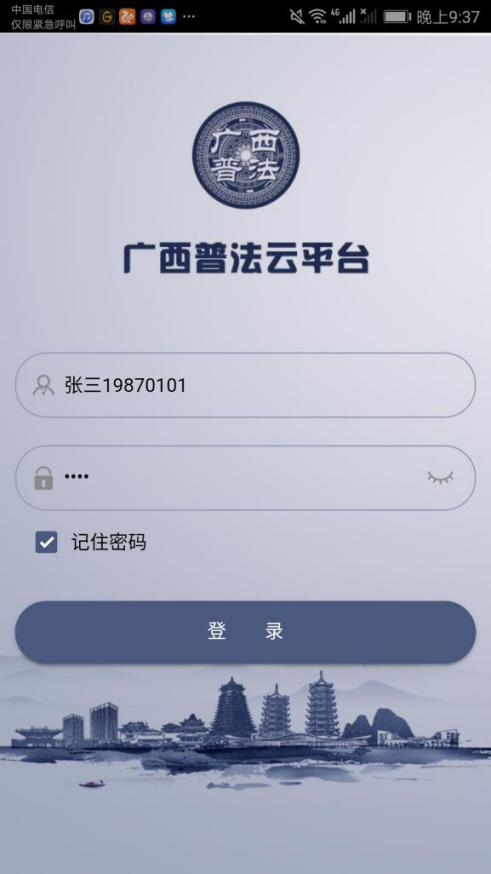 中国电信
仅限紧急呼叫
4G
晚上9:37
广西
普法
广西普法云平台
张三19870101
••••
记住密码
登 录